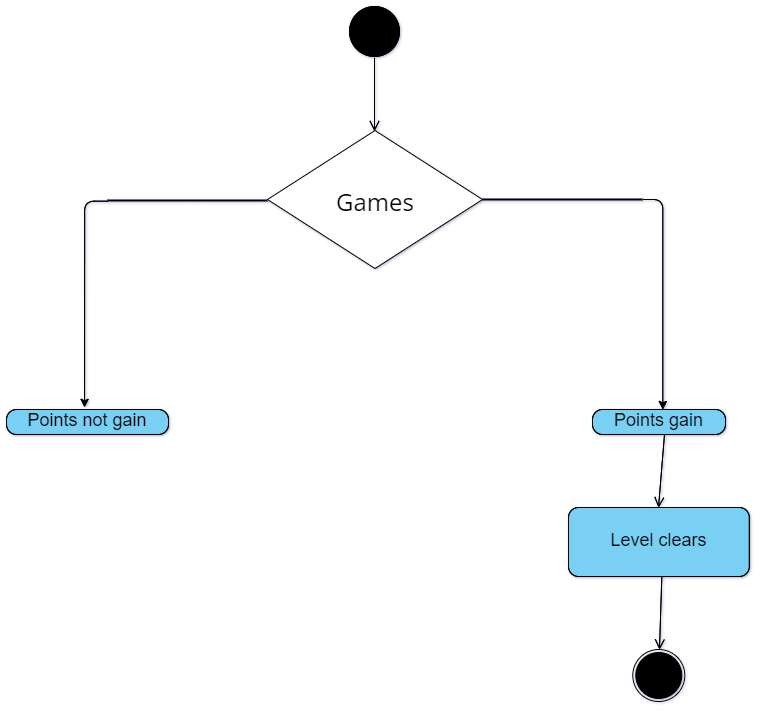 Games
Points not gain
Points gain
Level clears